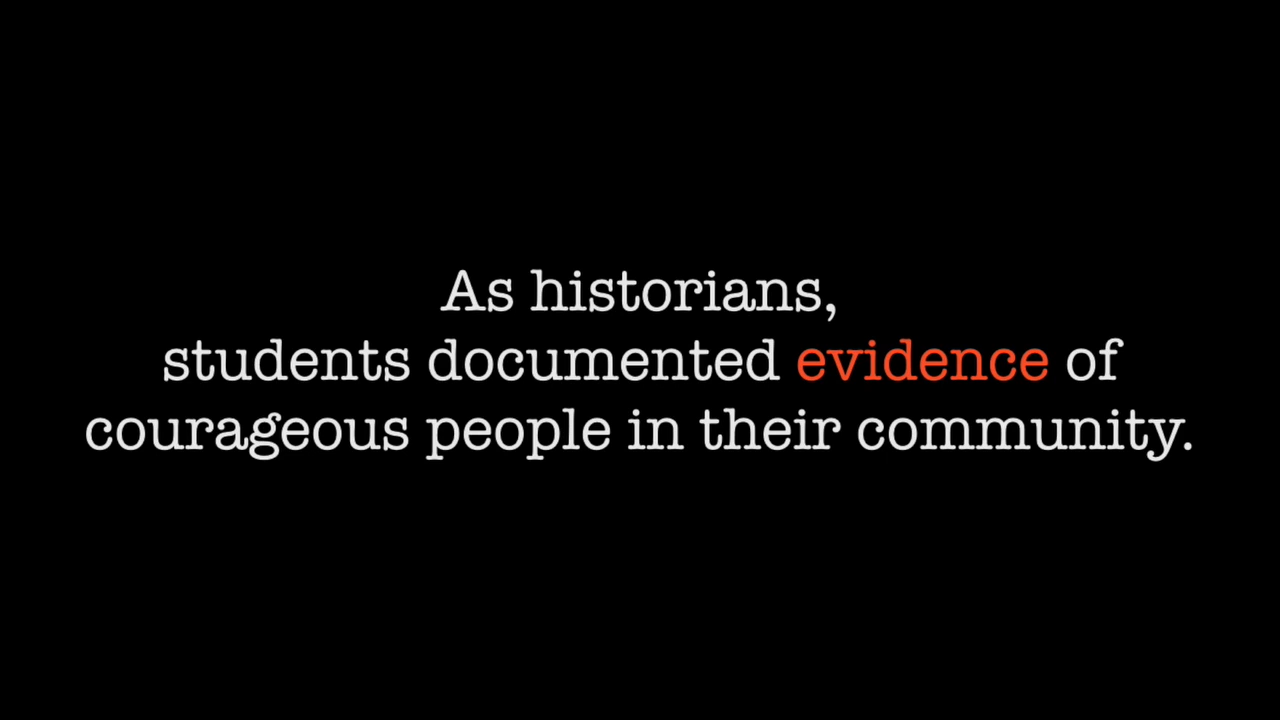 As historians,
students documented evidence of
courageous people in their community.